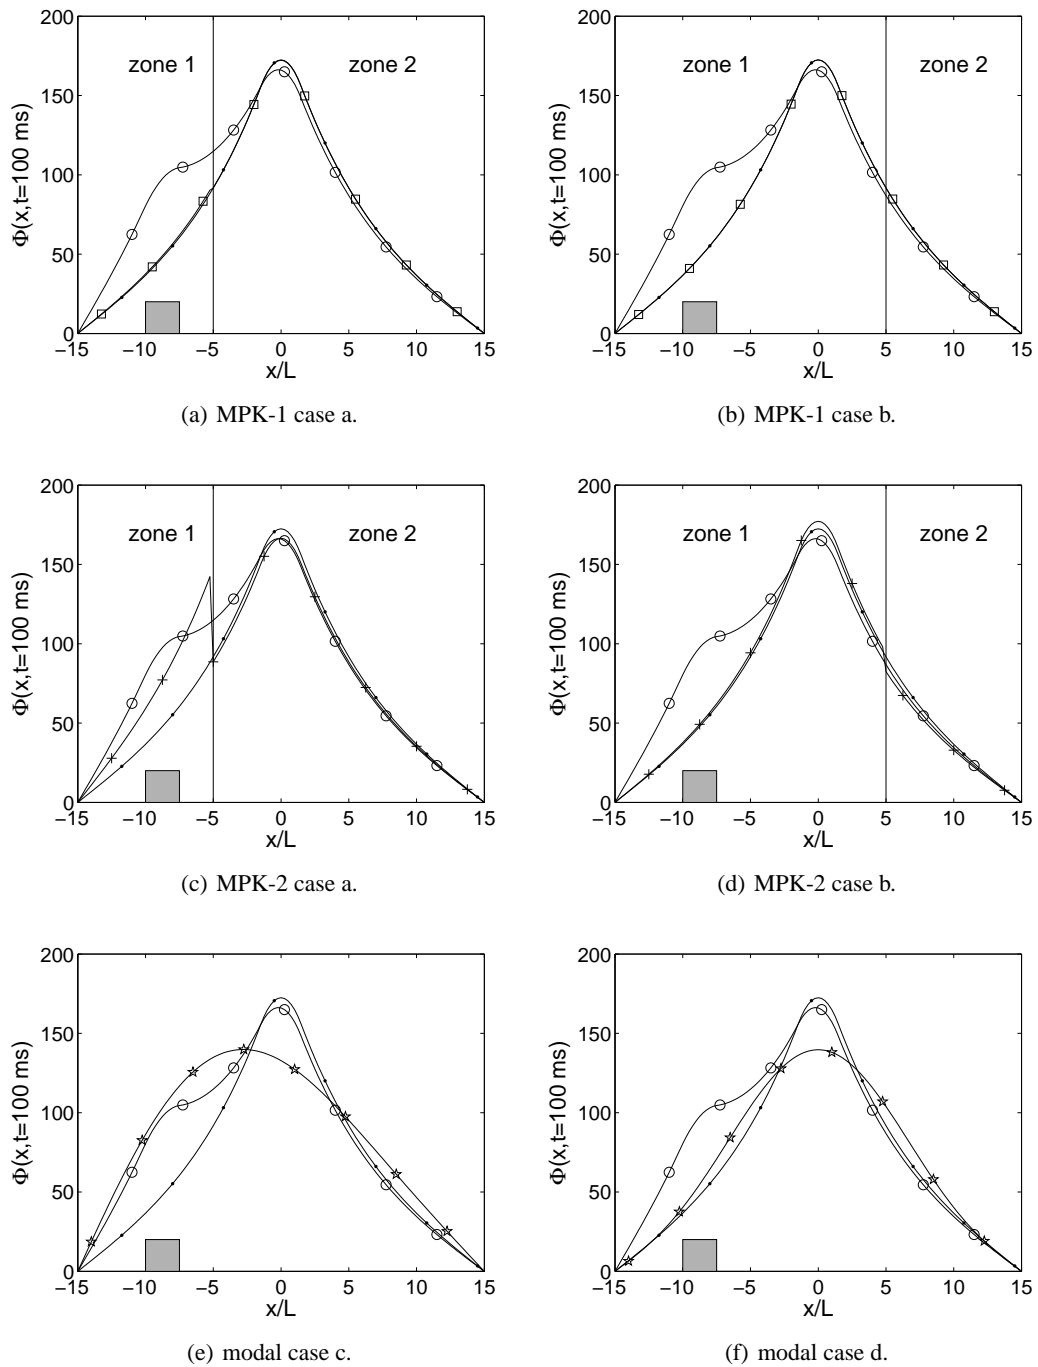 200
150
100
50
0
Φ(x,t=100 ms)
zone 1
zone 2
−15
−10
−5
0
5
10
15
x/L
(a) MPK-1 case a.
200
150
100
50
0
Φ(x,t=100 ms)
zone 1
zone 2
−15
−10
−5
0
5
10
15
x/L
(b) MPK-1 case b.
200
150
100
50
0
Φ(x,t=100 ms)
zone 1
zone 2
−15
−10
−5
0
5
10
15
x/L
(c) MPK-2 case a.
200
150
100
50
0
Φ(x,t=100 ms)
zone 1
zone 2
−15
−10
−5
0
5
10
15
x/L
(d) MPK-2 case b.
200
150
100
50
0
Φ(x,t=100 ms)
−15
−10
−5
0
5
10
15
x/L
(e) modal case c.
200
150
100
50
0
Φ(x,t=100 ms)
−15
−10
−5
0
5
10
15
x/L
(f) modal case d.